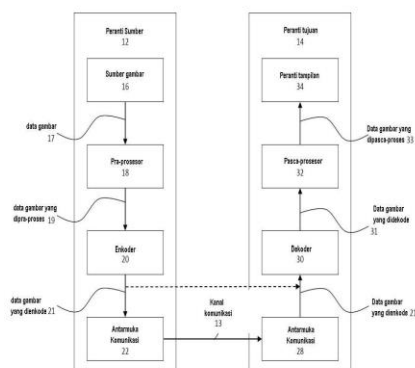 Peranti Sumber
12
Sumber gambar
16
data gambar
17
Pra-prosesor
18
data gambar yang
dipra-proses 19
Enkoder
20
data gambar
yang dienkode 21
Antarmuka
Komunikasi
22
Kanal
komunikasi
13
Peranti tujuan
14
Peranti tampilan
34
Data gambar yang
dipasca-proses 33
Pasca-prosesor
32
Data gambar
yang didekode
31
Dekoder
30
Data gambar
yang dienkode 21
Antarmuka
Komunikasi
28